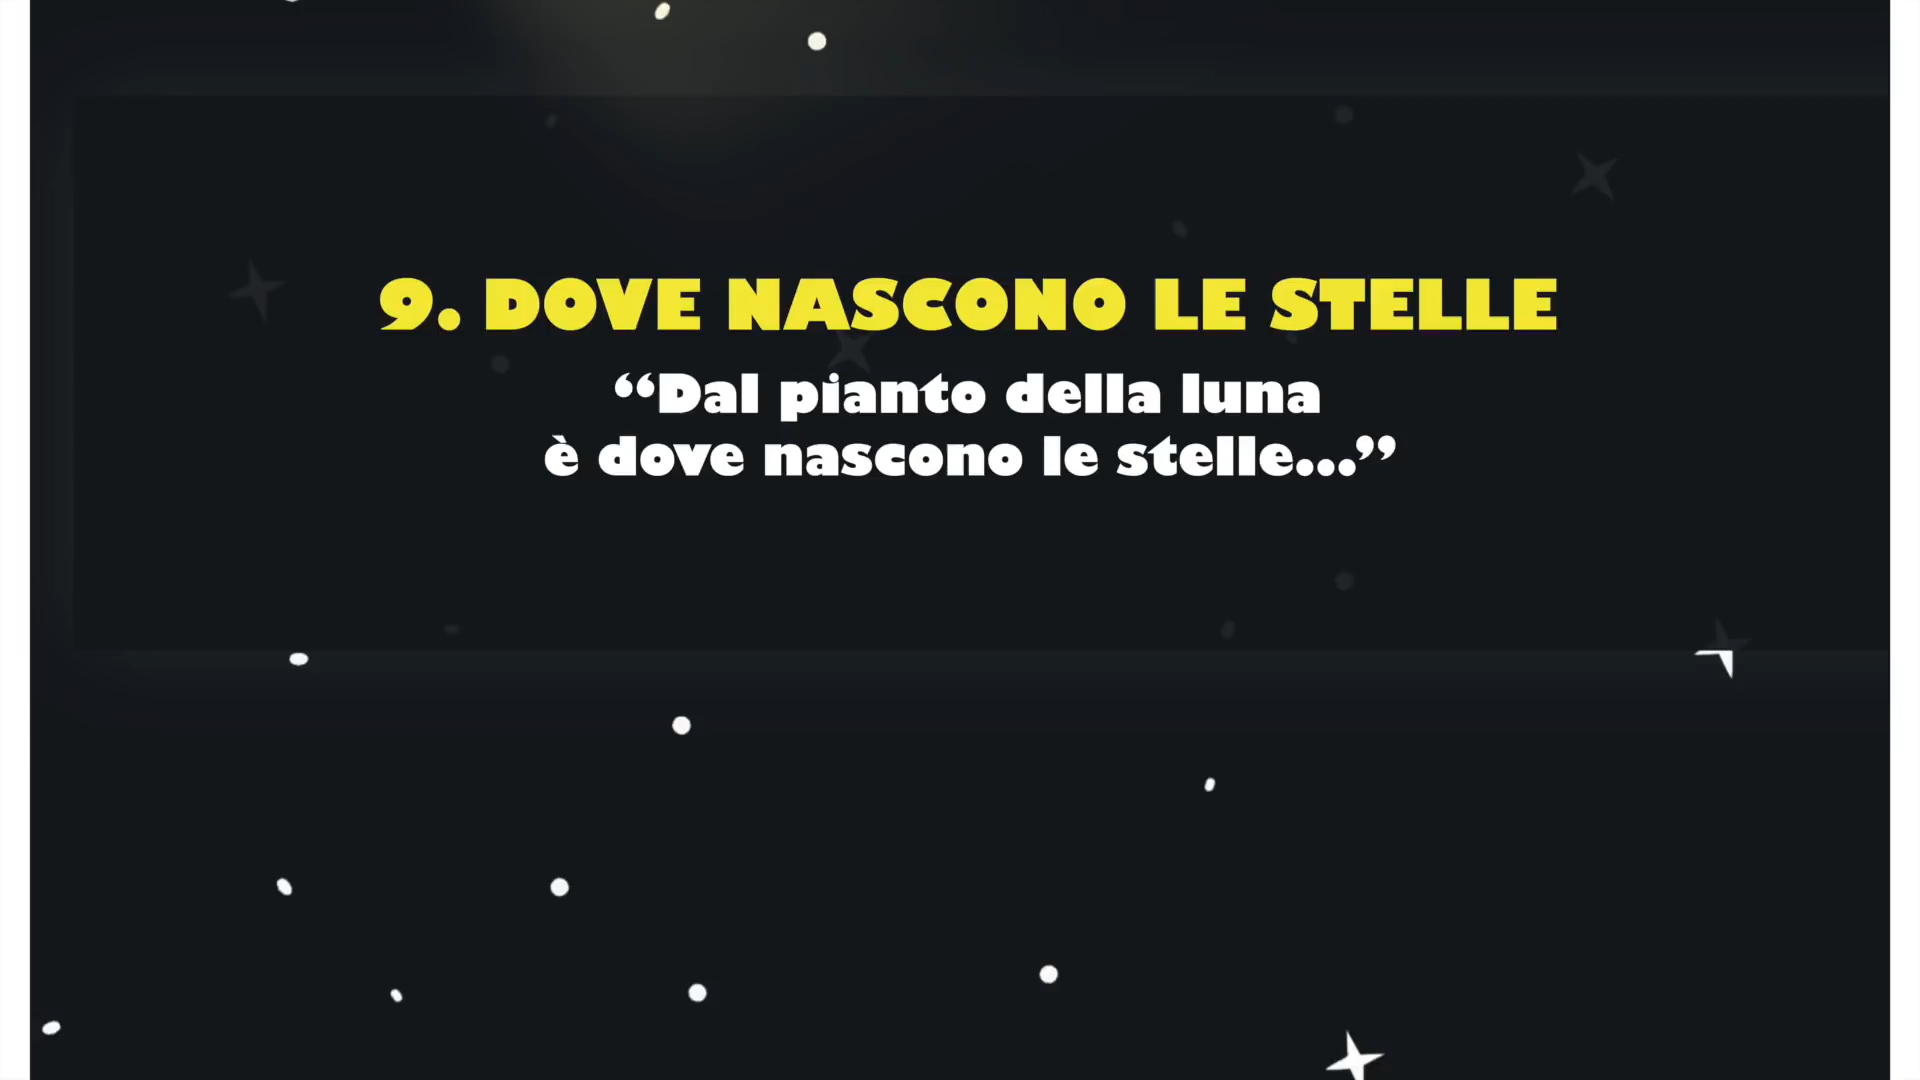 9. DOVE NASCONO LE STELLE
“Dal pianto della luna
è dove nascono le stelle...”